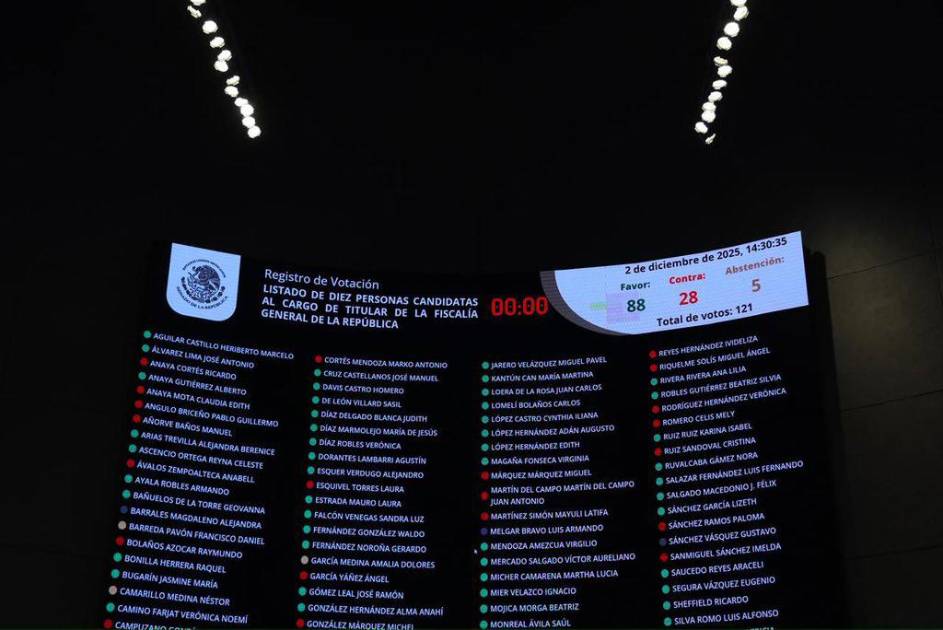 Registro de Votación
LISTADO DE DIEZ PERSONAS CANDIDATAS
AL CARGO DE TITULAR DE LA FISCALÍA
GENERAL DE LA REPÚBLICA
00:00
2 de diciembre de 2025, 14:30:35
Favor: Contra: Abstención:
88 28 5
Total de votos: 121
AGUILAR CASTILLO HERIBERTO MARCELO
ÁLVAREZ LIMA JOSÉ ANTONIO
ANAYA CORTÉS RICARDO
ANAYA GUTIÉRREZ ALBERTO
ANAYA MOTA CLAUDIA EDITH
ANGULO BRICEÑO PABLO GUILLERMO
AÑORVE BAÑOS MANUEL
ARIAS TREVILLA ALEJANDRA BERENICE
ASCENCIO ORTEGA REYNA CELESTE
ÁVALOS ZEMPOALTECA ANABELL
AYALA ROBLES ARMANDO
BAÑUELOS DE LA TORRE GEOVANNA
BARRALES MAGDALENO ALEJANDRA
BARREDA PAVÓN FRANCISCO DANIEL
BOLAÑOS AZOCAR RAYMUNDO
BONILLA HERRERA RAQUEL
BUGARÍN JASMINE MARÍA
CAMARILLO MEDINA NÉSTOR
CAMINO FARJAT VERÓNICA NOEMÍ
CORTÉS MENDOZA MARKO ANTONIO
CRUZ CASTELLANOS JOSÉ MANUEL
DAVIS CASTRO HOMERO
DE LEÓN VILLARD SASIL
DÍAZ DELGADO BLANCA JUDITH
DÍAZ MARMOLEJO MARÍA DE JESÚS
DÍAZ ROBLES VERÓNICA
DORANTES LAMBARRI AGUSTÍN
ESQUER VERDUGO ALEJANDRO
ESQUIVEL TORRES LAURA
ESTRADA MAURO LAURA
FALCÓN VENEGAS SANDRA LUZ
FERNÁNDEZ GONZÁLEZ WALDO
FERNÁNDEZ NOROÑA GERARDO
GARCÍA MEDINA AMALIA DOLORES
GARCÍA YÁÑEZ ÁNGEL
GÓMEZ LEAL JOSÉ RAMÓN
GONZÁLEZ HERNÁNDEZ ALMA ANAHÍ
GONZÁLEZ MÁRQUEZ MICHEL
JARERO VELÁZQUEZ MIGUEL PAVEL
KANTÚN CAN MARÍA MARTINA
LOERA DE LA ROSA JUAN CARLOS
LOMELÍ BOLAÑOS CARLOS
LÓPEZ CASTRO CYNTHIA ILIANA
LÓPEZ HERNÁNDEZ ADÁN AUGUSTO
LÓPEZ HERNÁNDEZ EDITH
MAGAÑA FONSECA VIRGINIA
MÁRQUEZ MÁRQUEZ MIGUEL
MARTÍN DEL CAMPO MARTÍN DEL CAMPO
JUAN ANTONIO
MARTÍNEZ SIMÓN MAYULI LATIFA
MELGAR BRAVO LUIS ARMANDO
MENDOZA AMEZCUA VIRGILIO
MERCADO SALGADO VÍCTOR AURELIANO
MICHER CAMARENA MARTHA LUCIA
MIER VELAZCO IGNACIO
MOJICA MORGA BEATRIZ
MONREAL ÁVILA SAÚL
REYES HERNÁNDEZ IVIDELIZA
RIQUELME SOLÍS MIGUEL ÁNGEL
RIVERA RIVERA ANA LILIA
ROBLES GUTIÉRREZ BEATRIZ SILVIA
RODRÍGUEZ HERNÁNDEZ VERÓNICA
ROMERO CELIS MELY
RUIZ RUIZ KARINA ISABEL
RUIZ SANDOVAL CRISTINA
RUVALCABA GÁMEZ NORA
SALAZAR FERNÁNDEZ LUIS FERNANDO
SALGADO MACEDONIO J. FÉLIX
SÁNCHEZ GARCÍA LIZETH
SÁNCHEZ RAMOS PALOMA
SÁNCHEZ VÁSQUEZ GUSTAVO
SANMIGUEL SÁNCHEZ IMELDA
SAUCEDO REYES ARACELI
SEGURA VÁZQUEZ EUGENIO
SHEFFIELD RICARDO
SILVA ROMO LUIS ALFONSO